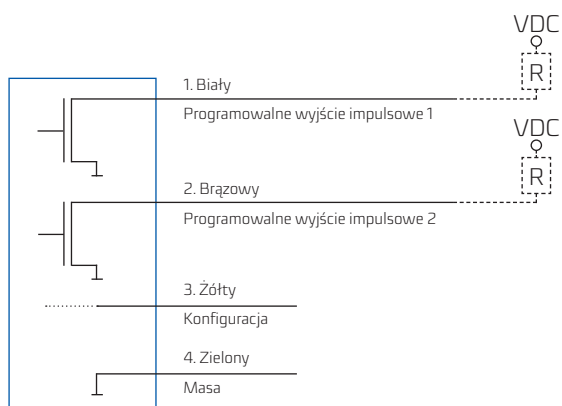 VDC
R
1. Biały
Programowalne wyjście impulsowe 1
VDC
R
2. Brązowy
Programowalne wyjście impulsowe 2
3. Żółty
Konfiguracja
4. Zielony
Masa